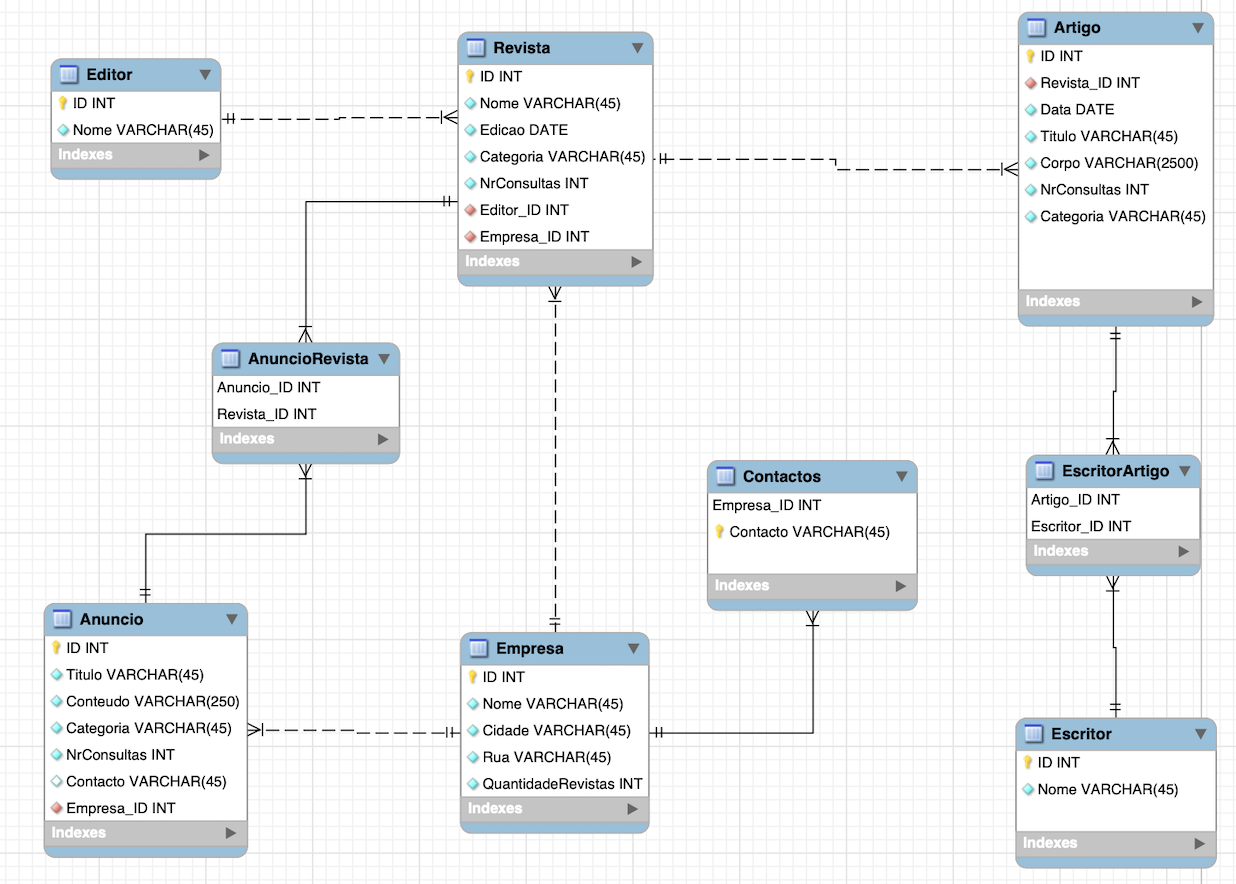 Editor
ID INT
Nome VARCHAR(45)
Indexes
Revista
ID INT
Nome VARCHAR(45)
Edicao DATE
Categoria VARCHAR(45)
NrConsultas INT
Editor_ID INT
Empresa_ID INT
Indexes
Artigo
ID INT
Revista_ID INT
Data DATE
Titulo VARCHAR(45)
Corpo VARCHAR(2500)
NrConsultas INT
Categoria VARCHAR(45)
Indexes
AnuncioRevista
Anuncio_ID INT
Revista_ID INT
Indexes
Contactos
Empresa_ID INT
Contacto VARCHAR(45)
Indexes
EscritorArtigo
Artigo_ID INT
Escritor_ID INT
Indexes
Anuncio
ID INT
Titulo VARCHAR(45)
Conteudo VARCHAR(250)
Categoria VARCHAR(45)
NrConsultas INT
Contacto VARCHAR(45)
Empresa_ID INT
Indexes
Empresa
ID INT
Nome VARCHAR(45)
Cidade VARCHAR(45)
Rua VARCHAR(45)
QuantidadeRevistas INT
Indexes
Escritor
ID INT
Nome VARCHAR(45)
Indexes